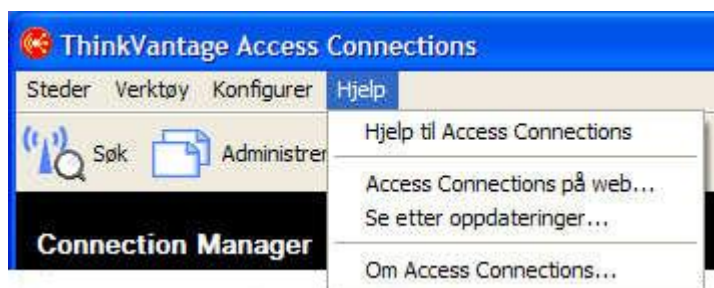 ThinkVantage Access Connections
Steder Verktøy Konfigurer Hjelp
Hjelp til Access Connections
Søk Administrer
Access Connections på web...
Se etter oppdateringer...
Connection Manager
Om Access Connections...